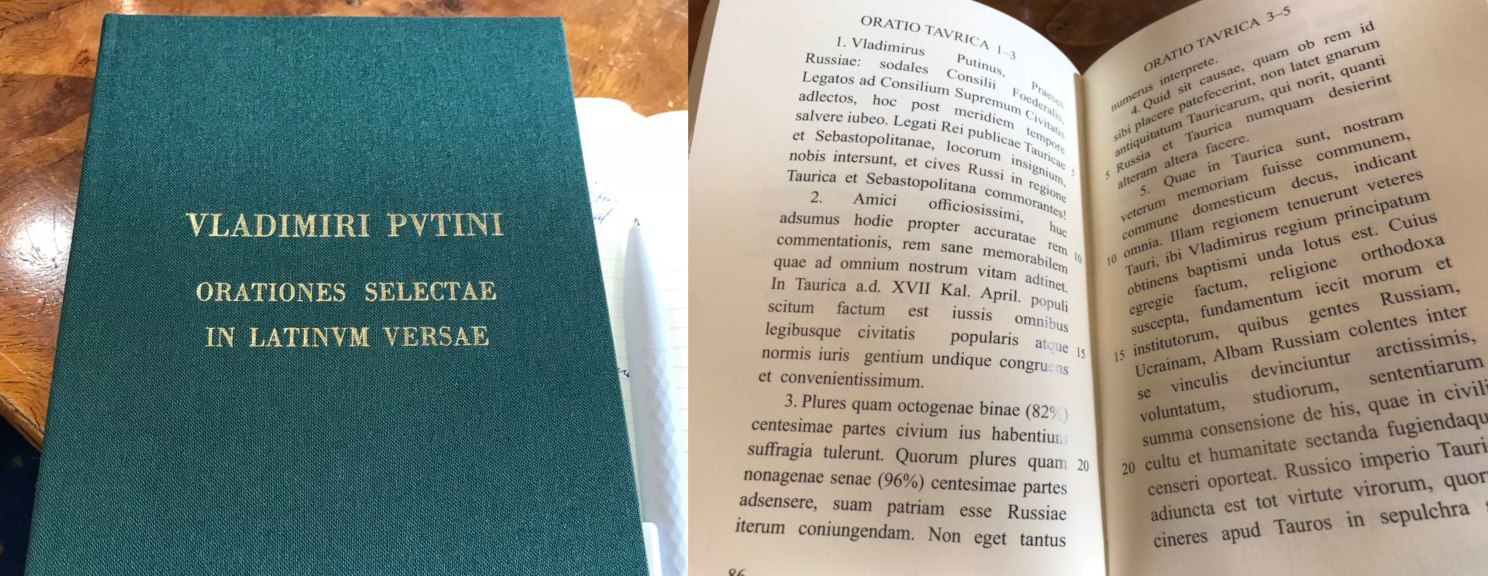 VLADIMIRI PVTINI
ORATIONES SELECTAE
IN LATINVM VERSAE
ORATIO TAVRICA 1–3
1. Vladimirus Putinus, Praeses
Russiae: sodales Consilii Foederalis,
Legatos ad Consilium Supremum Civitatis
adlectos, hoc post meridiem tempore
salvere iubeo. Legati Rei publicae Tauricae
et Sebastopolitanae, locorum insignium, 5
nobis intersunt, et cives Russi in regione
Taurica et Sebastopolitana commorantes!
2. Amici officiosissimi, huc
adsumus hodie propter accuratae rem
commentationis, rem sane memorabilem 10
quae ad omnium nostrum vitam adtinet.
In Taurica a.d. XVII Kal. April. populi
scitum factum est iussis omnibus
legibusque civitatis popularis atque
normis iuris gentium undique congruens 15
et convenientissimum.
3. Plures quam octogenae binae (82%)
centesimae partes civium ius habentium
suffragia tulerunt. Quorum plures quam
nonagenae senae (96%) centesimae partes 20
adsensere, suam patriam esse Russiae
iterum coniungendam. Non eget tantus
86
ORATIO TAVRICA 3–5
numerus interprete.
4. Quid sit causae, quam ob rem id
sibi placere patefecerint, non latet gnarum
antiquitatum Tauricarum, qui norit, quanti
5 Russia et Taurica numquam desierint
alteram altera facere.
5. Quae in Taurica sunt, nostram
veterum memoriam fuisse communem,
commune domesticum decus, indicant
10 omnia. Illam regionem tenuerunt veteres
Tauri, ibi Vladimirus regium principatum
obtinens baptismi unda lotus est. Cuius
egregie factum, religione orthodoxa
suscepta, fundamentum iecit morum et
15 institutorum, quibus gentes Russiam,
Ucrainam, Albam Russiam colentes inter
se vinculis devinciuntur arctissimis,
voluntatum, studiorum, sententiarum
summa consensione de his, quae in civili
20 cultu et humanitate sectanda fugiendaqu
censeri oporteat. Russico imperio Tauri
adiuncta est tot virtute virorum, quor
cineres apud Tauros in sepulchra